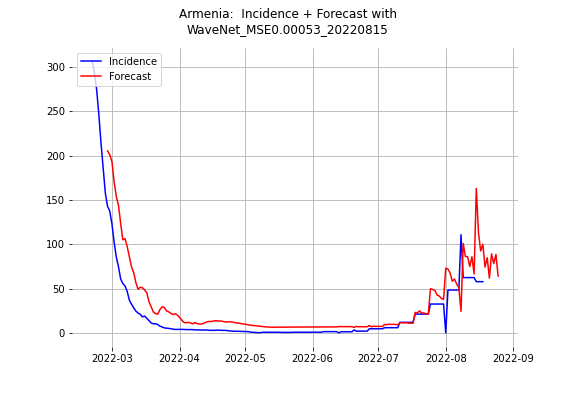 Armenia:  Incidence + Forecast with
WaveNet_MSE0.00053_20220815
Incidence
Forecast
300
250
200
150
100
50
0
2022-03 2022-04 2022-05 2022-06 2022-07 2022-08 2022-09